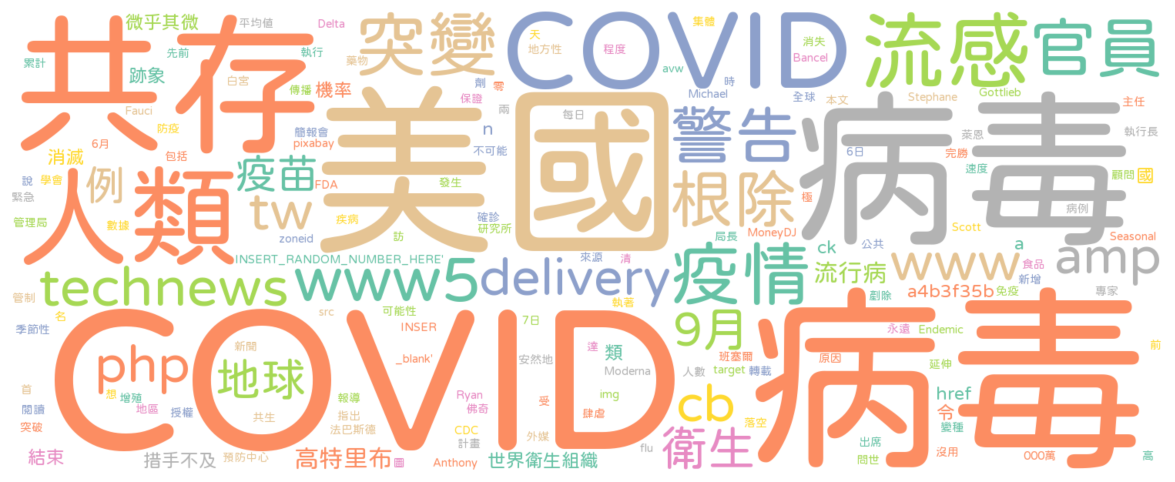 微乎其微
平均值
Delta
突變
COVID
集體
天
地方性
程度
消失
Bancel
流感
官員
共存
累計
先前
執行
跡象
藥物
白宮
傳播
機率
劑
零
保證
avw
Michael
時
全球
本文
Gottlieb
Stephane
主任
Fauci
防疫
6月
簡報會
pixabay
兩
n
不可能
每日
美國
警告
病毒
萊恩
執行長
消滅
包括
6日
完勝
速度
人類
例
疫苗
FDA
發生
根除
極
顧問
國
說
學會
緊急
管理局
數據
tw
疾病
訪
確診
研究所
zoneid
MoneyDJ
病例
Scott
Seasonal
局長
公共
ck
a
食品
新增
INSERT_RANDOM_NUMBER_HERE'
來源
清
疫情
流行病
www
amp
technews
www5
delivery
執著
劃除
a4b3f35b
免疫
專家
管制
名
src
可能性
季節性
COVID
INSER
7日
9月
病毒
永遠
Endemic
前
php
新聞
_blank'
安然地
達
類
班塞爾
原因
延伸
地球
Moderna
人數
target
轉載
首
想
增殖
閱讀
地區
授權
共生
報導
指出
法巴斯德
Ryan
佛奇
受
img
肆虐
cb
落空
href
令
變種
突破
CDC
計畫
外媒
flu
衛生
出席
問世
沒用
000萬
高
結束
措手不及
預防中心
高特里布
圖
Anthony
世界衛生組織